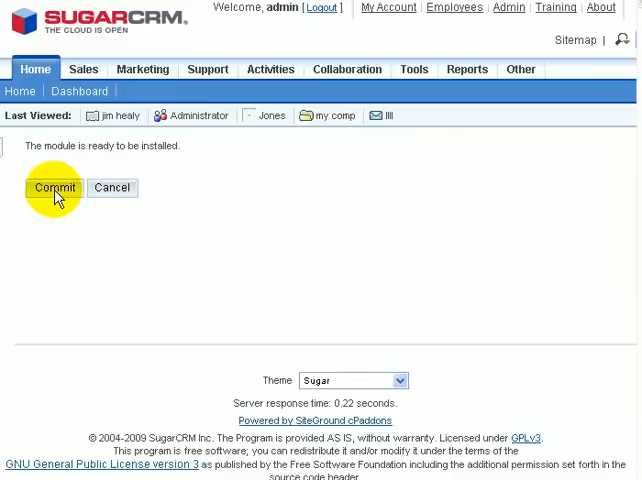 Welcome, admin [ Logout ] My Account Employees Admin Training About
SUGARCRM.
THE CLOUD IS OPEN
Sitemap |
Home Sales Marketing Support Activities Collaboration Tools Reports Other
Home | Dashboard |
Last Viewed: jim healy Administrator Jones my comp llll
The module is ready to be installed.
Commit Cancel
Theme Sugar
Server response time: 0.22 seconds.
Powered by SiteGround cPaddons
© 2004-2009 SugarCRM Inc. The Program is provided AS IS, without warranty. Licensed under GPLv3.
This program is free software; you can redistribute it and/or modify it under the terms of the
GNU General Public License version 3 as published by the Free Software Foundation including the additional permission set forth in the
source code header.